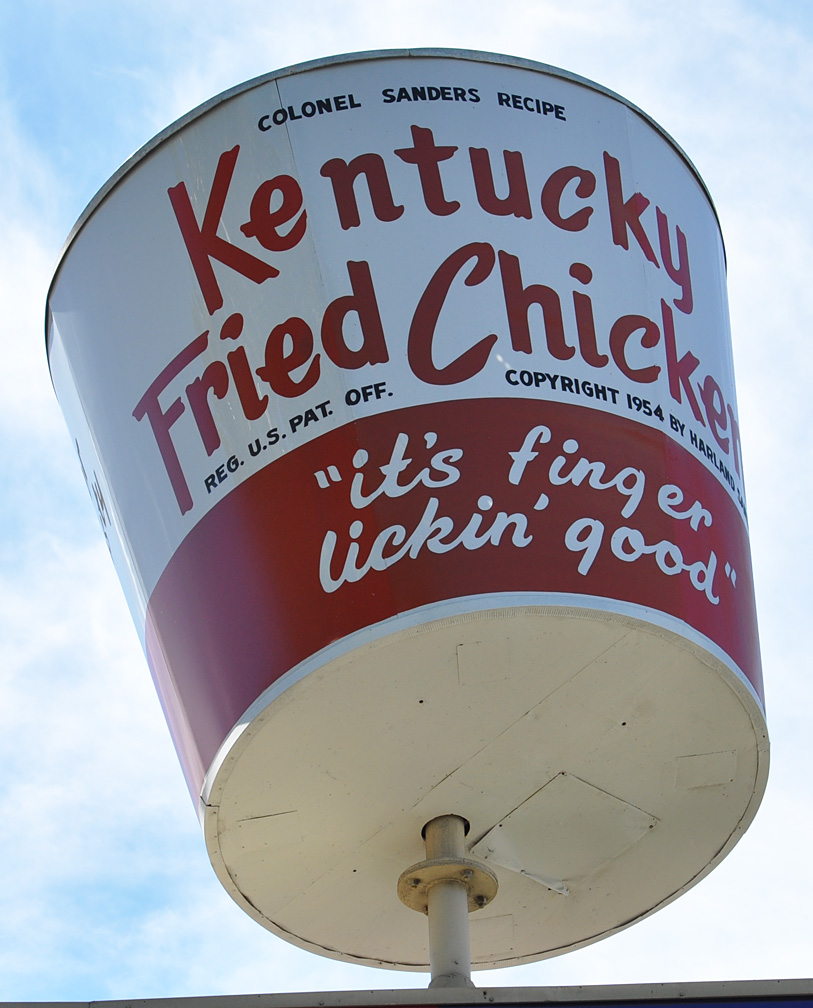 COLONEL SANDERS RECIPE
Kentucky
Fried Chicken
REG. U.S. PAT. OFF. COPYRIGHT 1954 BY HARLAND
"it's finger
lickin' good"